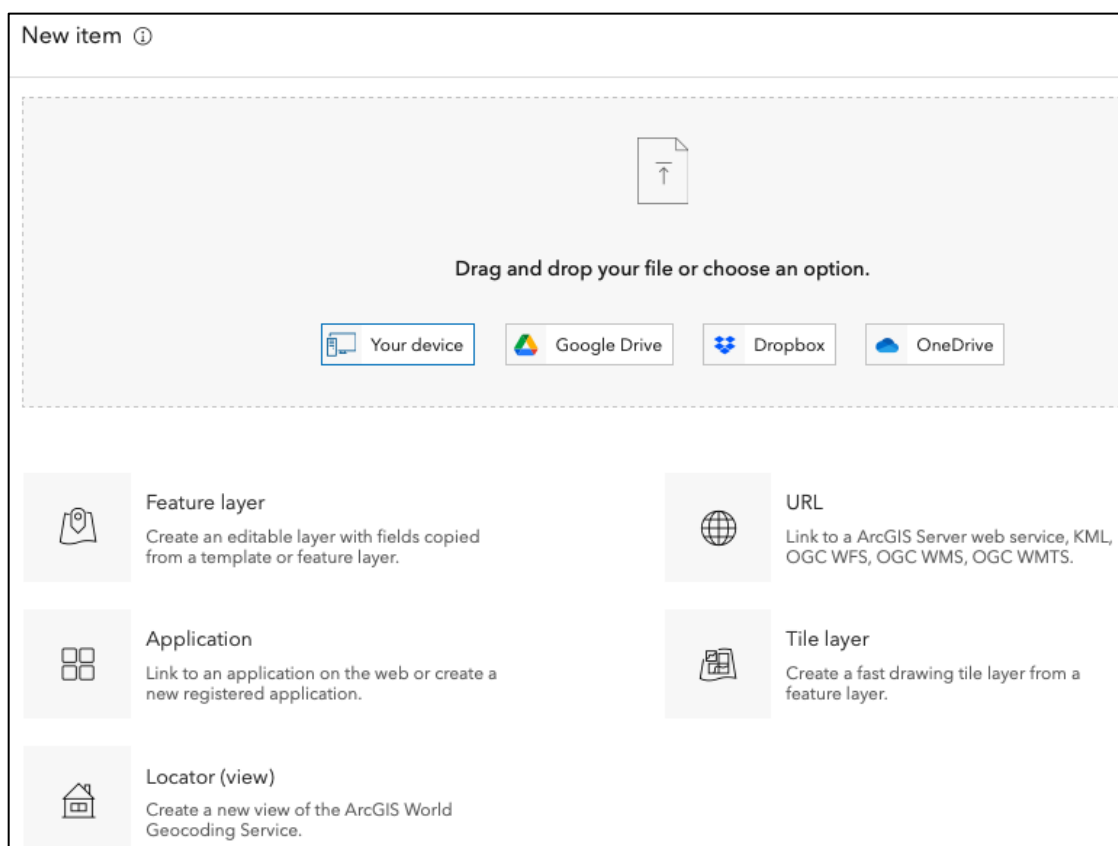 New item
Drag and drop your file or choose an option.
Your device
Google Drive
Dropbox
OneDrive
Feature layer
Create an editable layer with fields copied
from a template or feature layer.
URL
Link to a ArcGIS Server web service, KML,
OGC WFS, OGC WMS, OGC WMTS.
Application
Link to an application on the web or create a
new registered application.
Tile layer
Create a fast drawing tile layer from a
feature layer.
Locator (view)
Create a new view of the ArcGIS World
Geocoding Service.